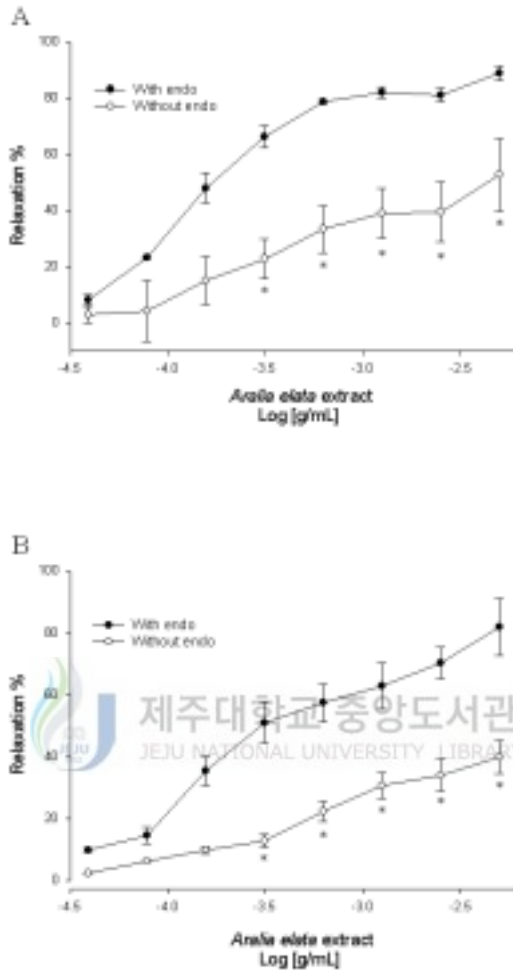 A
100
80
60
40
20
0
With endo
Without endo
Relaxation %
*
*
*
*
*
-4.5
-4.0
-3.5
-3.0
-2.5
Aralia elata extract
Log [g/mL]
B
100
80
60
40
20
0
With endo
Without endo
Relaxation %
제주대학교 중앙도서관
JEJU NATIONAL UNIVERSITY LIBRARY
JEJU
*
*
*
*
*
-4.5
-4.0
-3.5
-3.0
-2.5
Aralia elata extract
Log [g/mL]